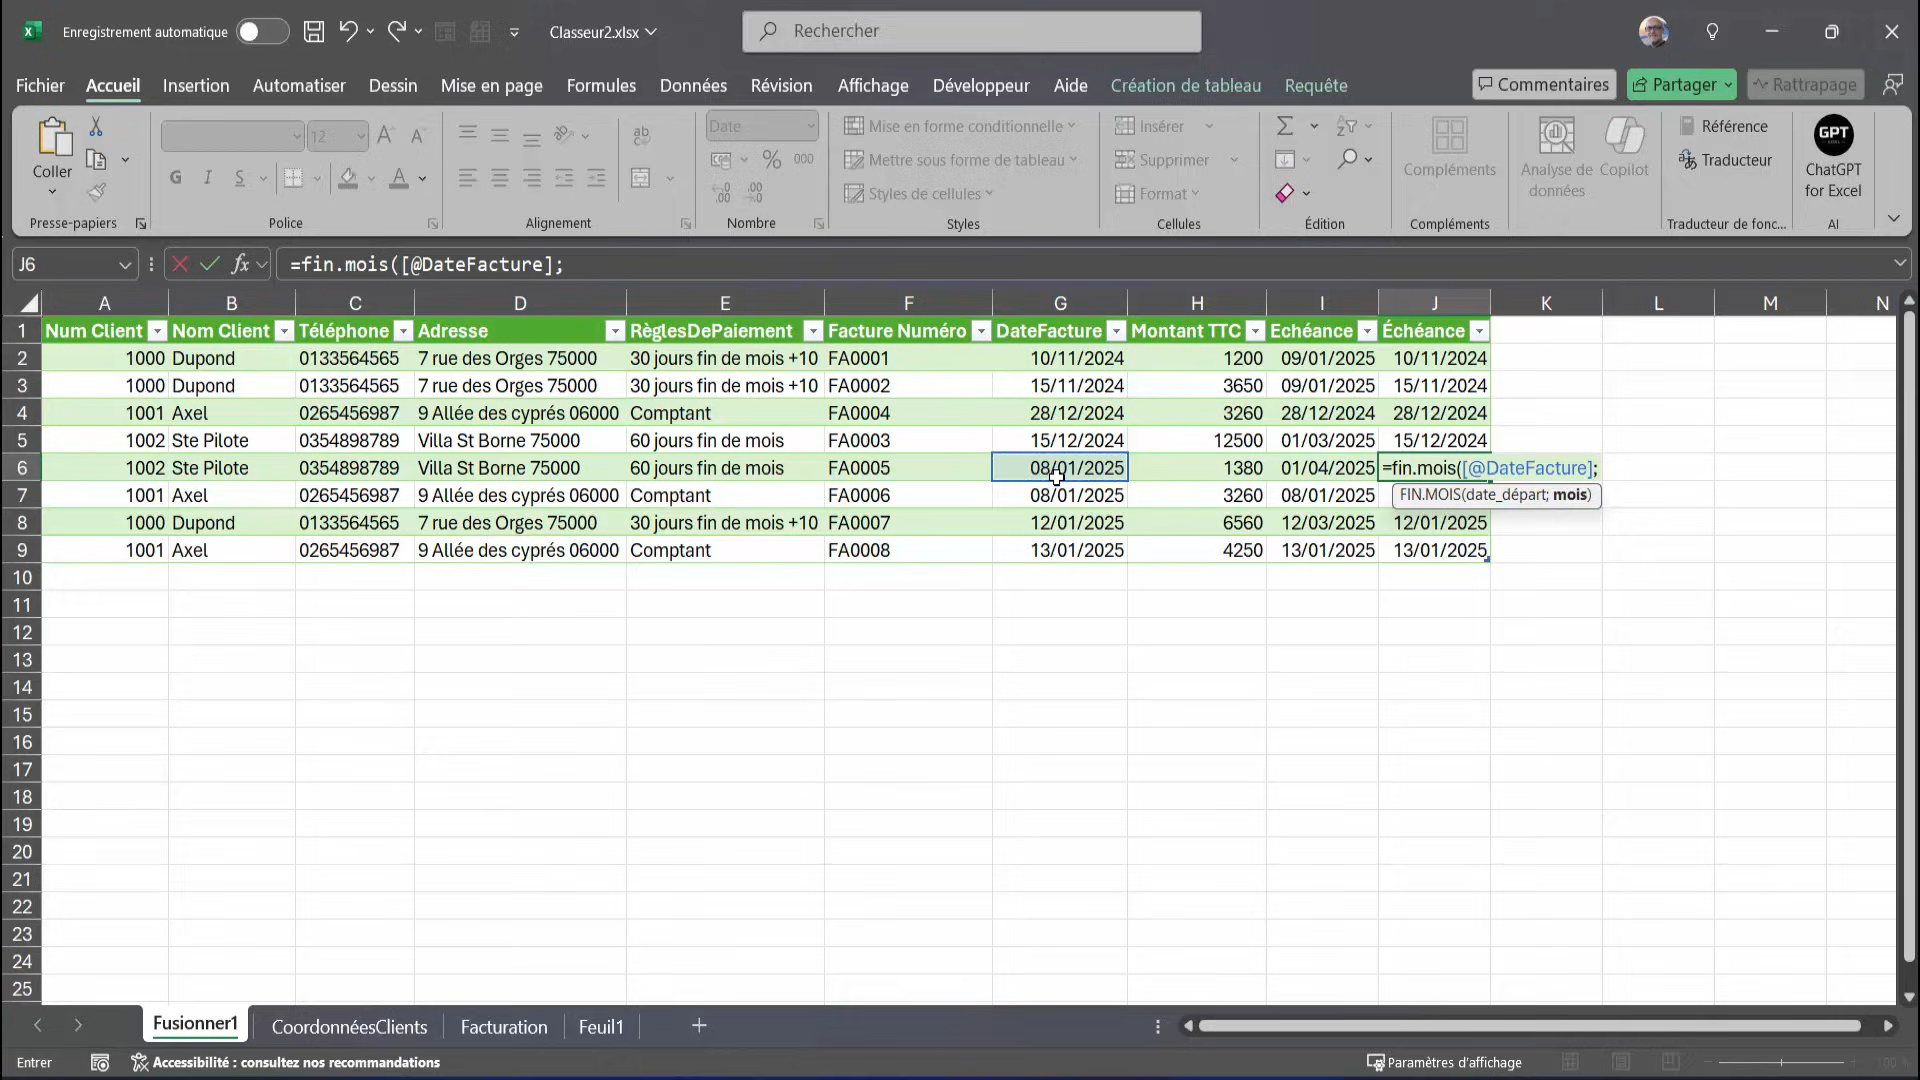 Enregistrement automatique
Classeur2.xlsx
Rechercher
Fichier Accueil Insertion Automatiser Dessin Mise en page Formules Données Révision Affichage Développeur Aide Création de tableau Requête
Commentaires Partager Rattrapage
Coller
Presse-papiers
12
G I S
Police
Alignement
Date
% 000
Nombre
Mise en forme conditionnelle
Mettre sous forme de tableau
Styles de cellules
Styles
Insérer
Supprimer
Format
Cellules
Édition
Compléments
Compléments
Analyse de données
Copilot
Référence
Traducteur
Traducteur de fonc...
GPT
ChatGPT for Excel
AI
J6 fx =fin.mois([@DateFacture];
A B C D E F G H I J K L M N
1 Num Client Nom Client Téléphone Adresse RèglesDePaiement Facture Numéro DateFacture Montant TTC Echéance Échéance
2 1000 Dupond 0133564565 7 rue des Orges 75000 30 jours fin de mois +10 FA0001 10/11/2024 1200 09/01/2025 10/11/2024
3 1000 Dupond 0133564565 7 rue des Orges 75000 30 jours fin de mois +10 FA0002 15/11/2024 3650 09/01/2025 15/11/2024
4 1001 Axel 0265456987 9 Allée des cyprés 06000 Comptant FA0004 28/12/2024 3260 28/12/2024 28/12/2024
5 1002 Ste Pilote 0354898789 Villa St Borne 75000 60 jours fin de mois FA0003 15/12/2024 12500 01/03/2025 15/12/2024
6 1002 Ste Pilote 0354898789 Villa St Borne 75000 60 jours fin de mois FA0005 08/01/2025 1380 01/04/2025 =fin.mois([@DateFacture];
FIN.MOIS(date_départ; mois)
7 1001 Axel 0265456987 9 Allée des cyprés 06000 Comptant FA0006 08/01/2025 3260 08/01/2025
8 1000 Dupond 0133564565 7 rue des Orges 75000 30 jours fin de mois +10 FA0007 12/01/2025 6560 12/03/2025 12/01/2025
9 1001 Axel 0265456987 9 Allée des cyprés 06000 Comptant FA0008 13/01/2025 4250 13/01/2025 13/01/2025
10
11
12
13
14
15
16
17
18
19
20
21
22
23
24
25
Fusionner1 CoordonnéesClients Facturation Feuil1
Entrer Accessibilité : consultez nos recommandations Paramètres d'affichage